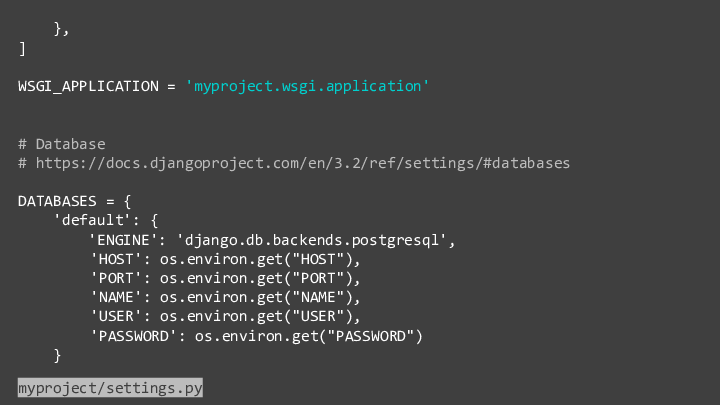 },
]
WSGI_APPLICATION = 'myproject.wsgi.application'
# Database
# https://docs.djangoproject.com/en/3.2/ref/settings/#databases
DATABASES = {
    'default': {
        'ENGINE': 'django.db.backends.postgresql',
        'HOST': os.environ.get("HOST"),
        'PORT': os.environ.get("PORT"),
        'NAME': os.environ.get("NAME"),
        'USER': os.environ.get("USER"),
        'PASSWORD': os.environ.get("PASSWORD")
    }
myproject/settings.py